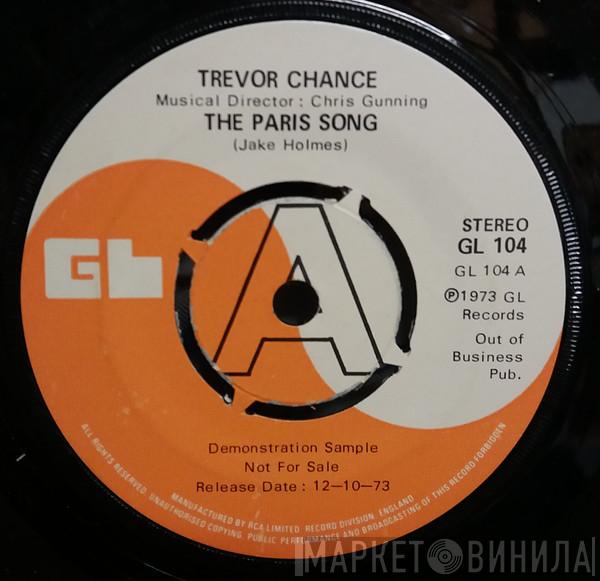 TREVOR CHANCE
Musical Director : Chris Gunning
THE PARIS SONG
(Jake Holmes)
GL
A
STEREO
GL 104
GL 104 A
℗1973 GL
Records
Out of
Business
Pub.
Demonstration Sample
Not For Sale
Release Date : 12—10—73
MANUFACTURED BY RCA LIMITED. RECORD DIVISION, ENGLAND.
ALL RIGHTS RESERVED. UNAUTHORISED COPYING, PUBLIC PERFORMANCE AND BROADCASTING OF THIS RECORD FORBIDDEN
МАРКЕТ ВИНИЛА